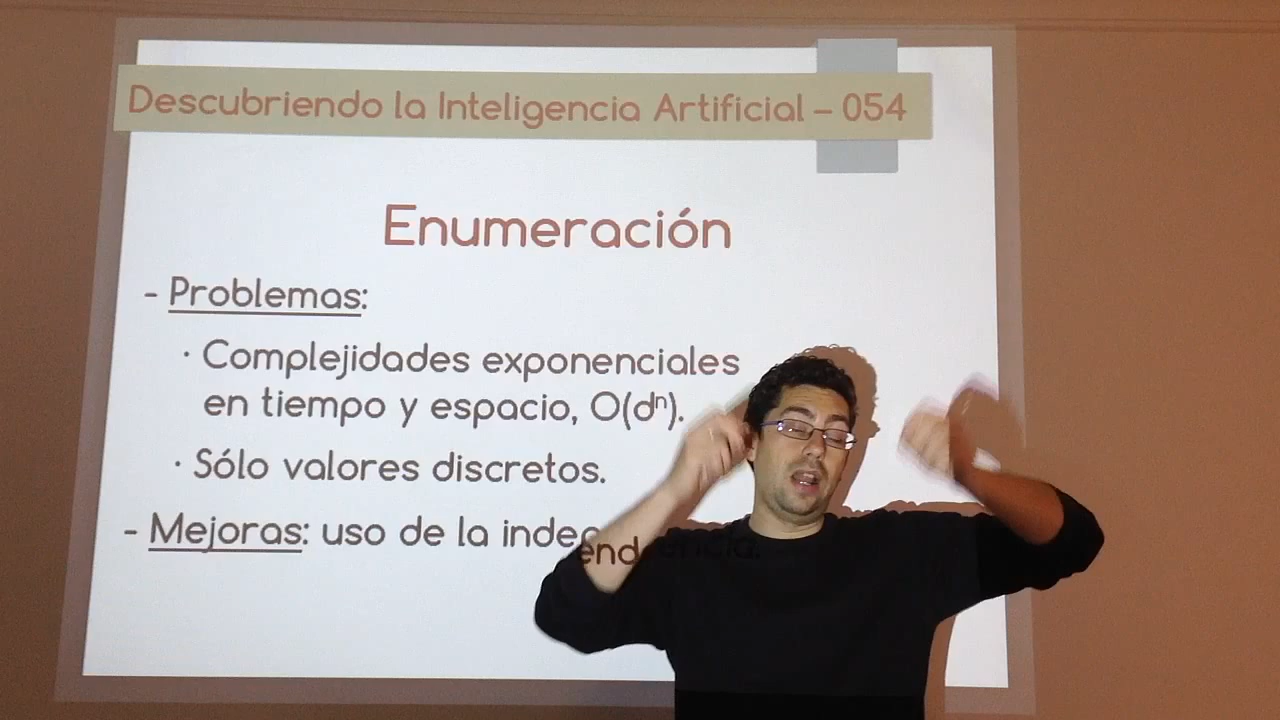 Descubriendo la Inteligencia Artificial – 054
Enumeración
- Problemas:
· Complejidades exponenciales
en tiempo y espacio, O(dⁿ).
· Sólo valores discretos.
- Mejoras: uso de la independencia.